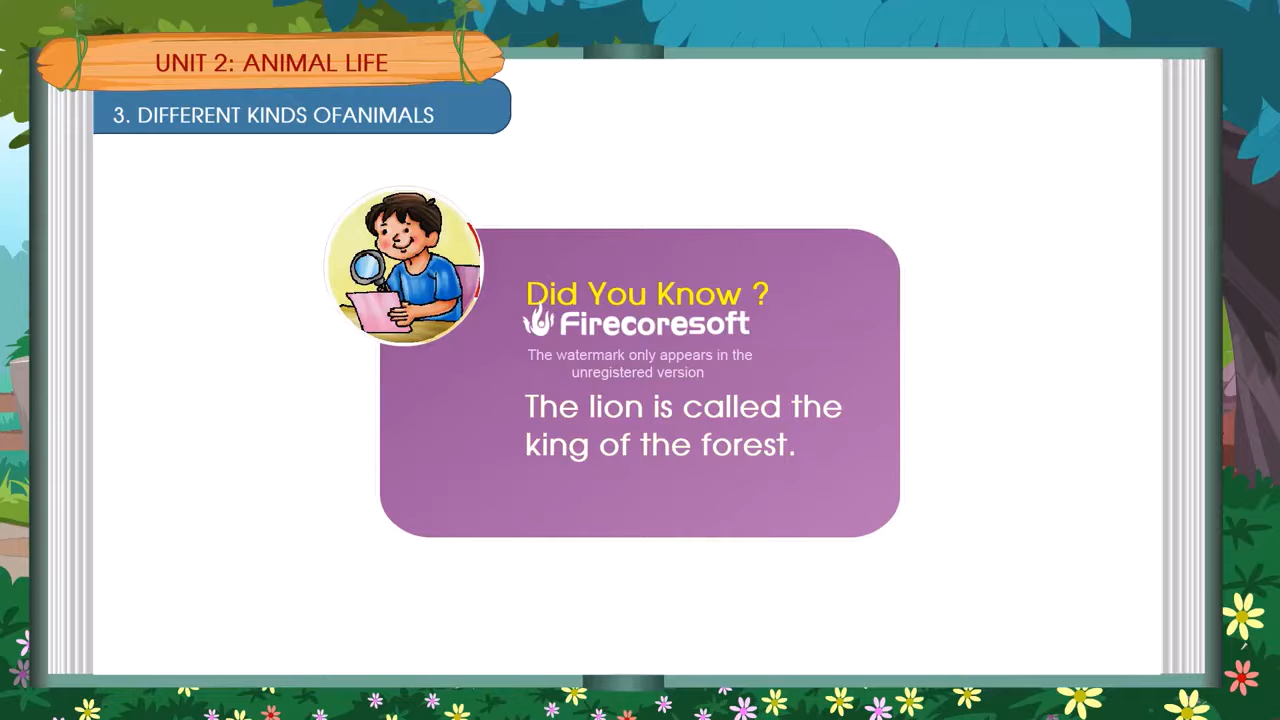 UNIT 2: ANIMAL LIFE
3. DIFFERENT KINDS OFANIMALS
Did You Know ?
Firecoresoft
The watermark only appears in the
unregistered version
The lion is called the
king of the forest.